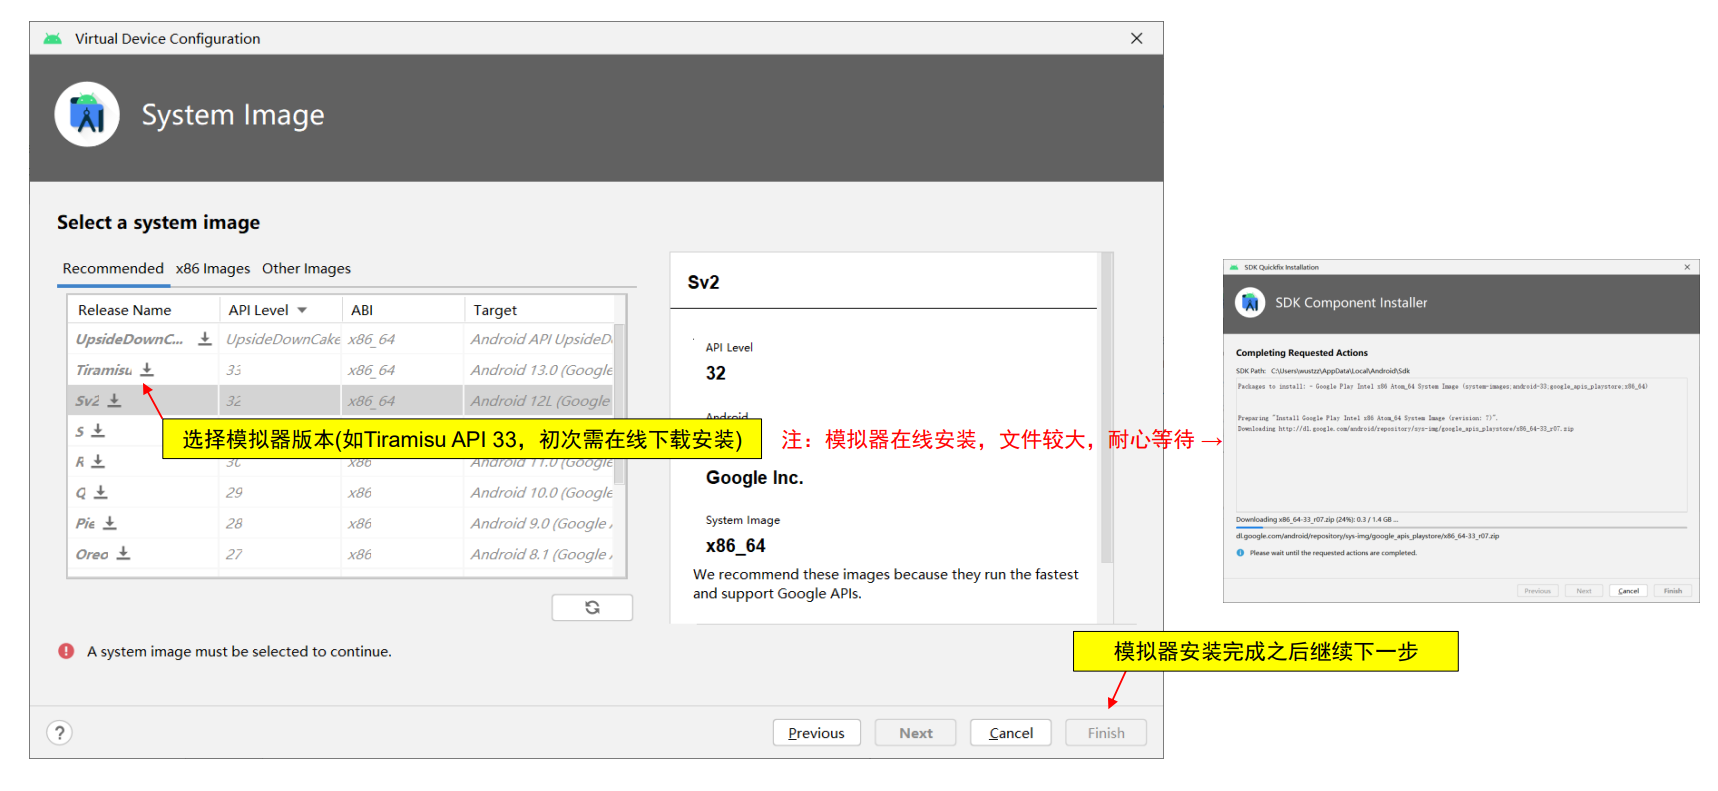 Virtual Device Configuration
System Image
Select a system image
Recommended x86 Images Other Images
Release Name API Level ABI Target
UpsideDownC... UpsideDownCake x86_64 Android API UpsideD
Tiramisu 33 x86_64 Android 13.0 (Google
Sv2 32 x86_64 Android 12L (Google
S
R 30 x86 Android 11.0 (Google
Q 29 x86 Android 10.0 (Google
Pie 28 x86 Android 9.0 (Google
Oreo 27 x86 Android 8.1 (Google
选择模拟器版本(如Tiramisu API 33，初次需在线下载安装)
A system image must be selected to continue.
Sv2
API Level
32
Android
Google Inc.
System Image
x86_64
We recommend these images because they run the fastest
and support Google APIs.
注：模拟器在线安装，文件较大，耐心等待 →
模拟器安装完成之后继续下一步
?
Previous Next Cancel Finish
SDK Quickfix Installation
SDK Component Installer
Completing Requested Actions
SDK Path: C:\Users\wustzz\AppData\Local\Android\Sdk
Packages to install: - Google Play Intel x86 Atom_64 System Image (system-images;android-33;google_apis_playstore;x86_64)
Preparing "Install Google Play Intel x86 Atom_64 System Image (revision: 7)".
Downloading http://dl.google.com/android/repository/sys-img/google_apis_playstore/x86_64-33_r07.zip
Downloading x86_64-33_r07.zip (24%): 0.3 / 1.4 GB ...
dl.google.com/android/repository/sys-img/google_apis_playstore/x86_64-33_r07.zip
Please wait until the requested actions are completed.
Previous Next Cancel Finish